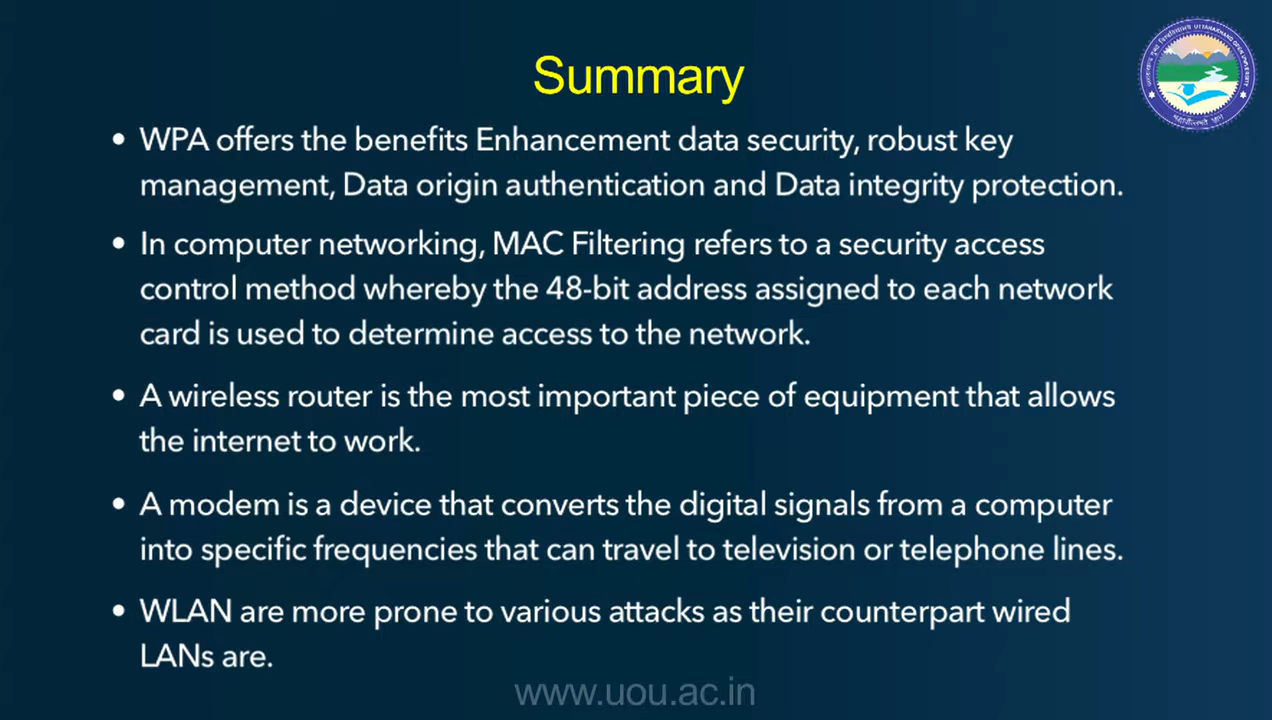 Summary
• WPA offers the benefits Enhancement data security, robust key
management, Data origin authentication and Data integrity protection.
• In computer networking, MAC Filtering refers to a security access
control method whereby the 48-bit address assigned to each network
card is used to determine access to the network.
• A wireless router is the most important piece of equipment that allows
the internet to work.
• A modem is a device that converts the digital signals from a computer
into specific frequencies that can travel to television or telephone lines.
• WLAN are more prone to various attacks as their counterpart wired
LANs are.
www.uou.ac.in